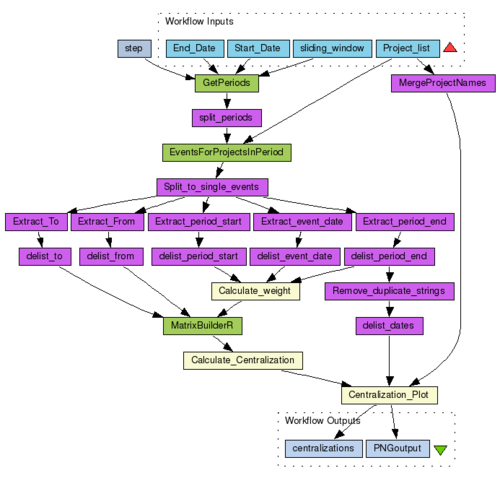 Workflow Inputs
step
End_Date
Start_Date
sliding_window
Project_list
GetPeriods
MergeProjectNames
split_periods
EventsForProjectsInPeriod
Split_to_single_events
Extract_To
Extract_From
Extract_period_start
Extract_event_date
Extract_period_end
delist_to
delist_from
delist_period_start
delist_event_date
delist_period_end
Calculate_weight
Remove_duplicate_strings
MatrixBuilderR
delist_dates
Calculate_Centralization
Centralization_Plot
Workflow Outputs
centralizations
PNGoutput